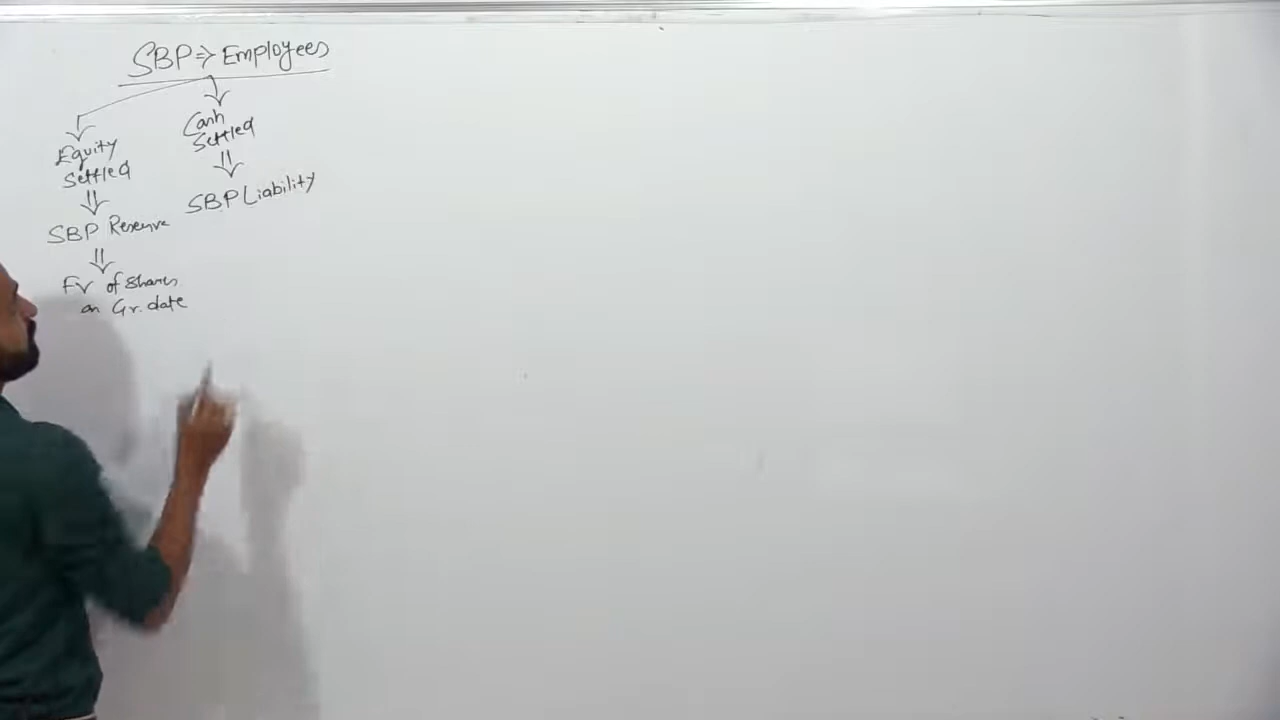 SBP ⇒ Employees
Equity
Settled
SBP Reserve
FV of Shares
on Gr. date
Cash
Settled
SBP Liability